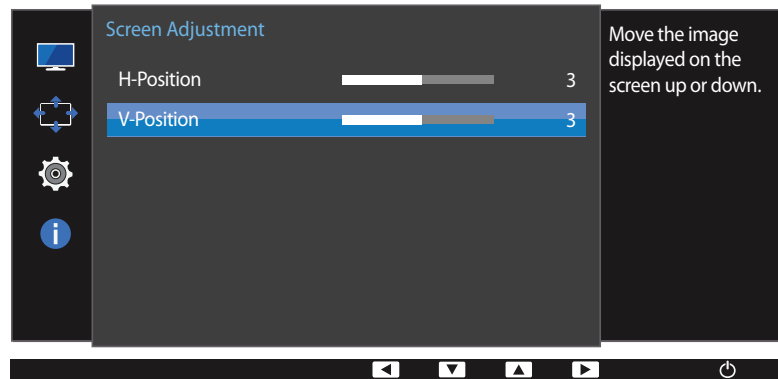 Screen Adjustment
H-Position 3
V-Position 3
Move the image
displayed on the
screen up or down.